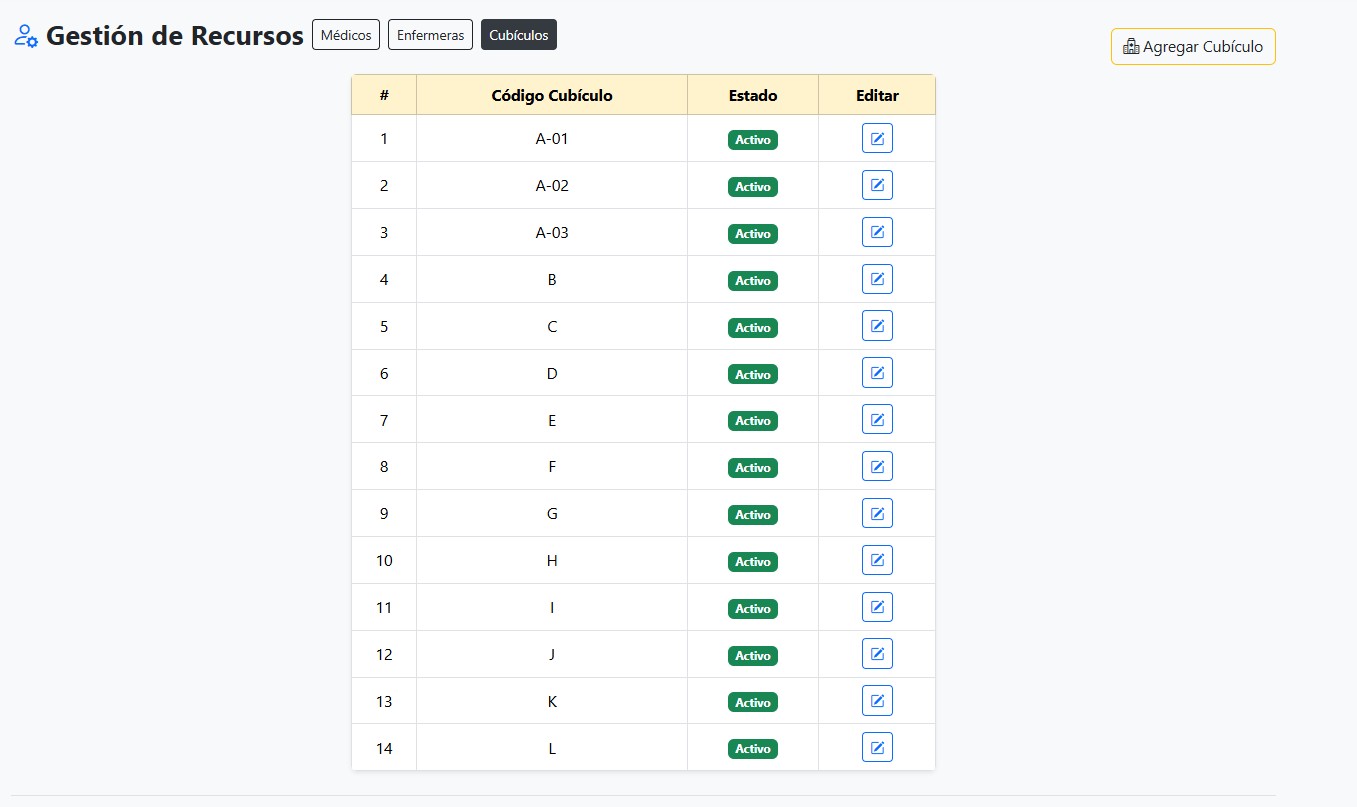 Gestión de Recursos Médicos Enfermeras Cubículos
Agregar Cubículo
# Código Cubículo Estado Editar
1 A-01 Activo
2 A-02 Activo
3 A-03 Activo
4 B Activo
5 C Activo
6 D Activo
7 E Activo
8 F Activo
9 G Activo
10 H Activo
11 I Activo
12 J Activo
13 K Activo
14 L Activo